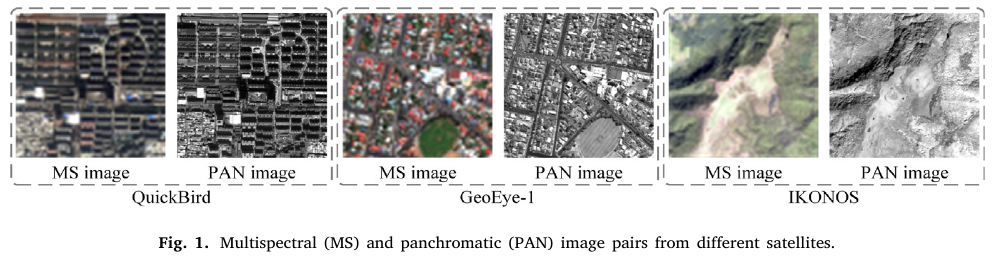 MS image PAN image MS image PAN image MS image PAN image
QuickBird GeoEye-1 IKONOS
Fig. 1. Multispectral (MS) and panchromatic (PAN) image pairs from different satellites.